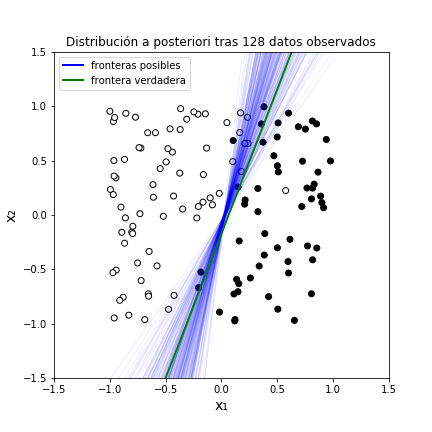 Distribución a posteriori tras 128 datos observados
fronteras posibles
frontera verdadera
1.5
1.0
0.5
0.0
−0.5
−1.0
−1.5
x₂
−1.5 −1.0 −0.5 0.0 0.5 1.0 1.5
x₁